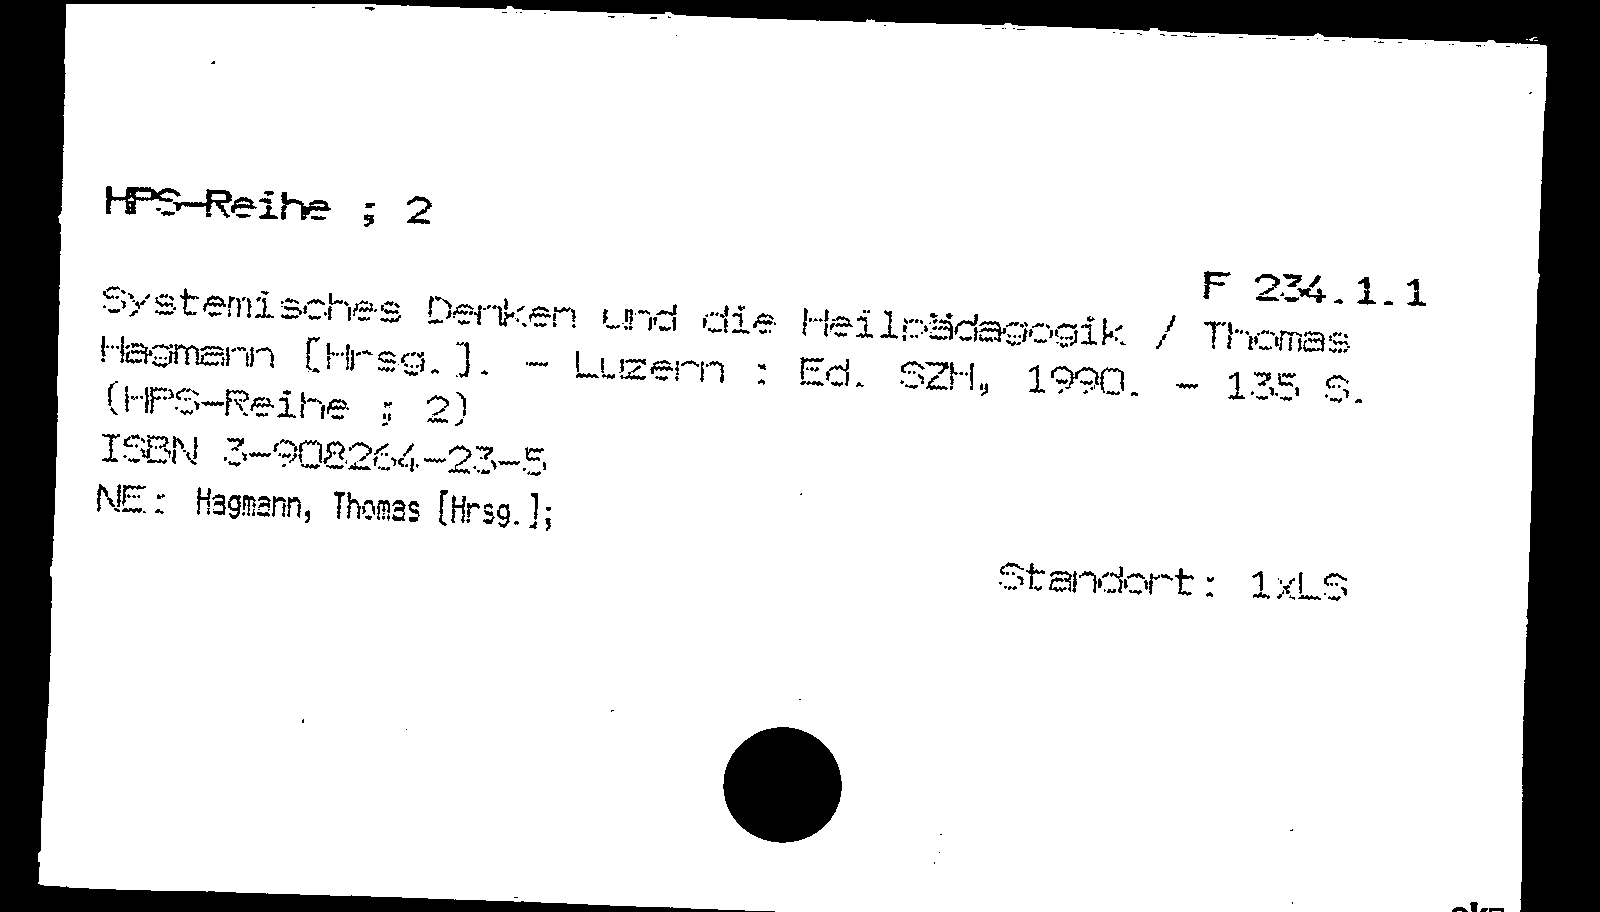 HPS-Reihe ; 2
F 234.1.1
Systemisches Denken und die Heilpädagogik / Thomas
Hagmann [Hrsg.]. - Luzern : Ed. SZH, 1990. - 135 S.
(HPS-Reihe ; 2)
ISBN 3-908264-23-5
NE: Hagmann, Thomas [Hrsg.];
Standort: 1xLS